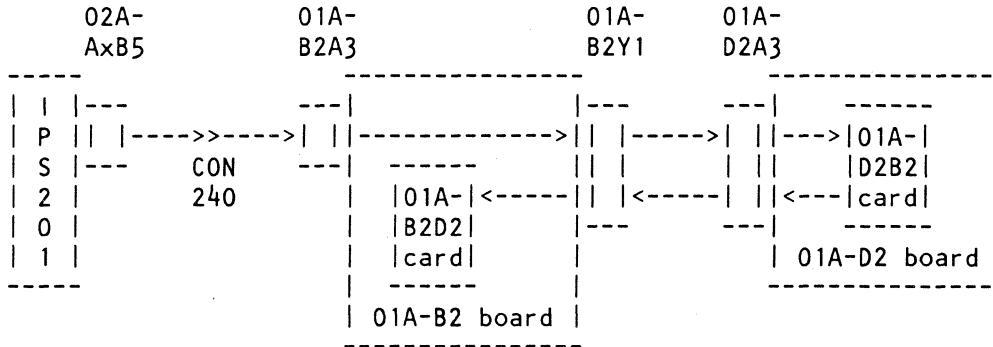 02A-      01A-                01A-    01A-
AxB5      B2A3                B2Y1    D2A3
-----                 ----------------            ---------------
| I |---          ---|               |---      ---|    ------
| P || |---->>---->| ||------------->|| |----->| ||--->|01A-|
| S |---   CON    ---|  ------       || |      | ||    |D2B2|
| 2 |      240       |  |01A-|<------|| |<-----| ||<---|card|
| 0 |                |  |B2D2|       |---      ---|    ------
| 1 |                |  |card|       |            | 01A-D2 board
-----                |  ------       |            ---------------
| 01A-B2 board |
----------------